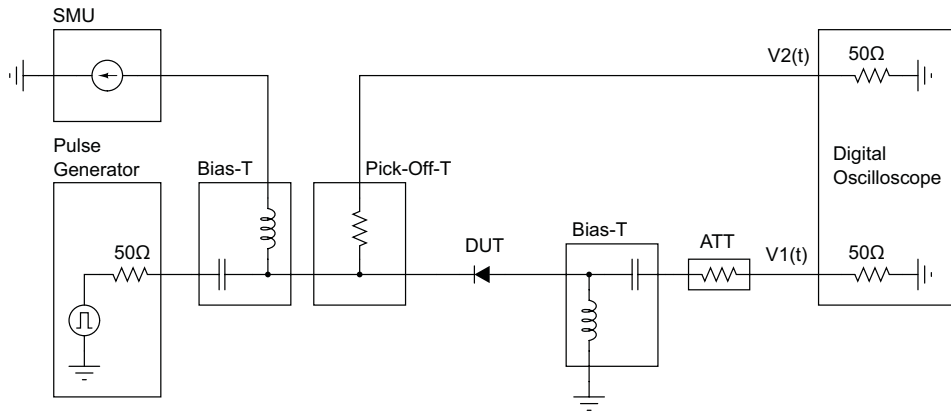 SMU
V2(t)
50Ω
Pulse
Generator
Bias-T
Pick-Off-T
Digital
Oscilloscope
50Ω
DUT
Bias-T
ATT
V1(t)
50Ω